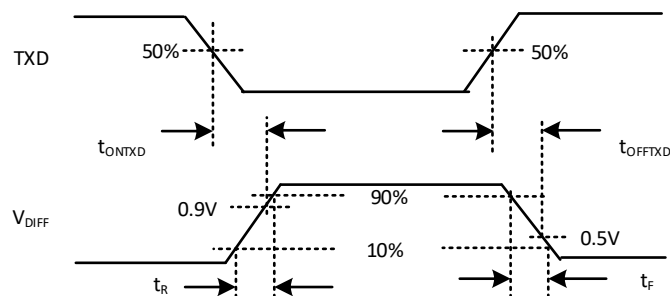 TXD
50%
50%
tONTXD
tOFFTXD
0.9V
90%
VDIFF
0.5V
10%
tR
tF